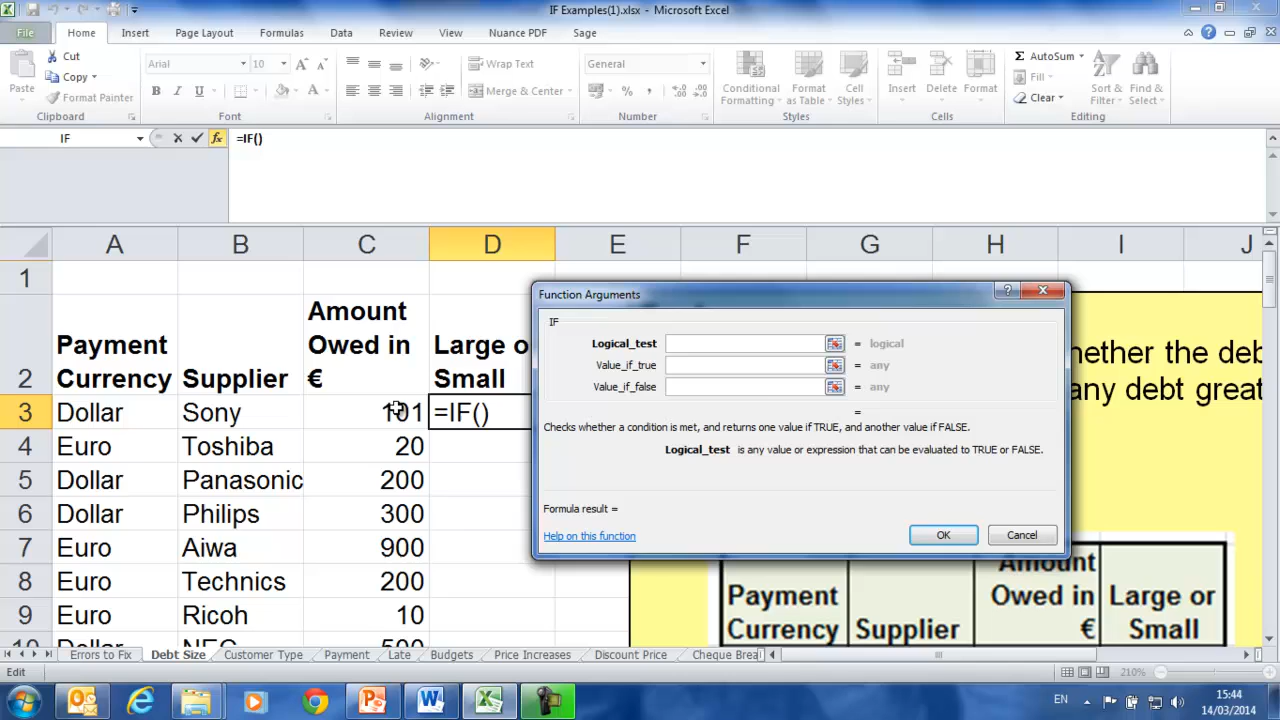 IF Examples(1).xlsx - Microsoft Excel
File Home Insert Page Layout Formulas Data Review View Nuance PDF Sage
Paste
Cut
Copy
Format Painter
Clipboard
Arial 10
B I U
Font
Wrap Text
Merge & Center
Alignment
General
Number
Conditional Formatting
Format as Table
Cell Styles
Styles
Insert Delete Format
Cells
AutoSum
Fill
Clear
Sort & Filter
Find & Select
Editing
IF =IF()
A B C D E F G H I J
1
2 Payment Currency Supplier Amount Owed in € Large o Small
3 Dollar Sony 101 =IF()
4 Euro Toshiba 20
5 Dollar Panasonic 200
6 Dollar Philips 300
7 Euro Aiwa 900
8 Euro Technics 200
9 Euro Ricoh 10
10 Dollar NEC 500
hether the deb
any debt great
Function Arguments
IF
Logical_test = logical
Value_if_true = any
Value_if_false = any
=
Checks whether a condition is met, and returns one value if TRUE, and another value if FALSE.
Logical_test is any value or expression that can be evaluated to TRUE or FALSE.
Formula result =
Help on this function OK Cancel
Payment Currency Supplier Amount Owed in € Large or Small
Errors to Fix Debt Size Customer Type Payment Late Budgets Price Increases Discount Price Cheque Brea
Edit 210%
EN 15:44
14/03/2014